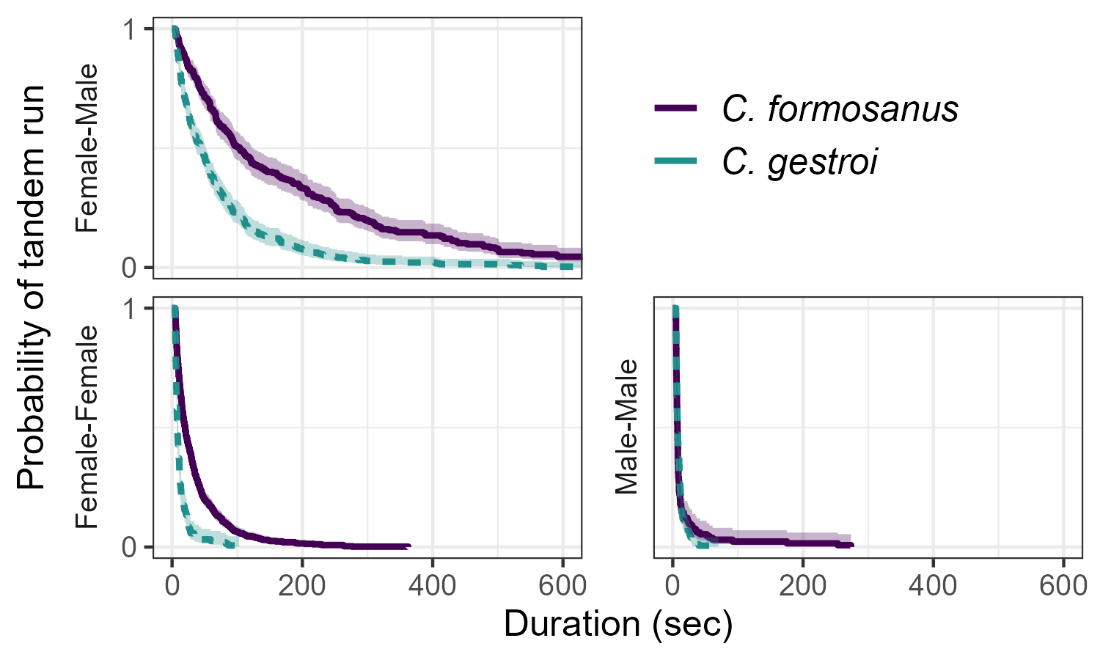 Probability of tandem run
Female-Male
1
0
C. formosanus
C. gestroi
Female-Female
1
0
0 200 400 600
Male-Male
0 200 400 600
Duration (sec)